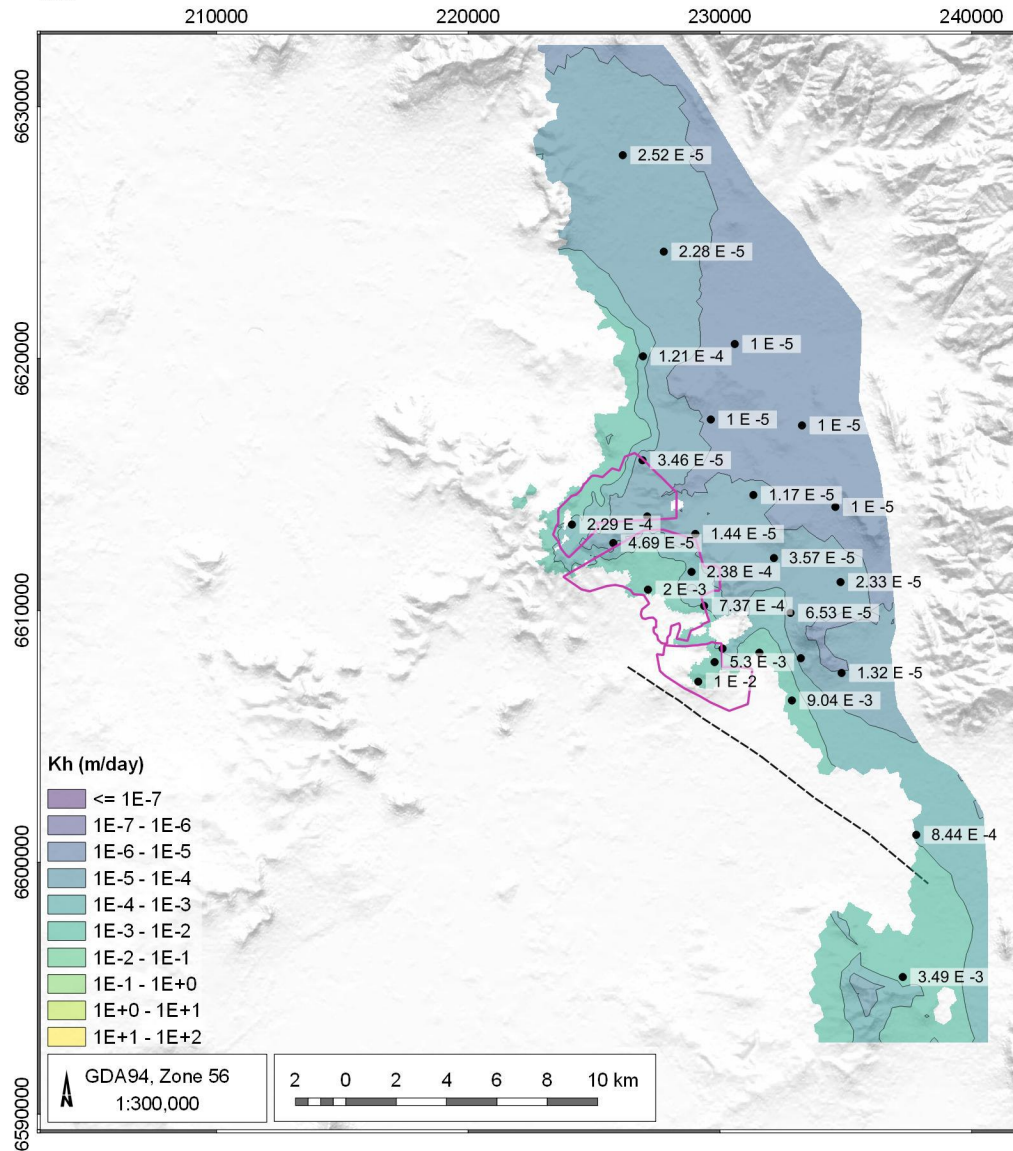 210000
220000
230000
240000
6630000
6620000
6610000
6600000
6590000
2.52 E -5
2.28 E -5
1 E -5
1.21 E -4
1 E -5
1 E -5
3.46 E -5
1.17 E -5
1 E -5
2.29 E -4
1.44 E -5
4.69 E -5
3.57 E -5
2.38 E -4
2.33 E -5
2 E -3
7.37 E -4
6.53 E -5
5.3 E -3
1.32 E -5
1 E -2
9.04 E -3
8.44 E -4
3.49 E -3
Kh (m/day)
<= 1E-7
1E-7 - 1E-6
1E-6 - 1E-5
1E-5 - 1E-4
1E-4 - 1E-3
1E-3 - 1E-2
1E-2 - 1E-1
1E-1 - 1E+0
1E+0 - 1E+1
1E+1 - 1E+2
N
GDA94, Zone 56
1:300,000
2 0 2 4 6 8 10 km